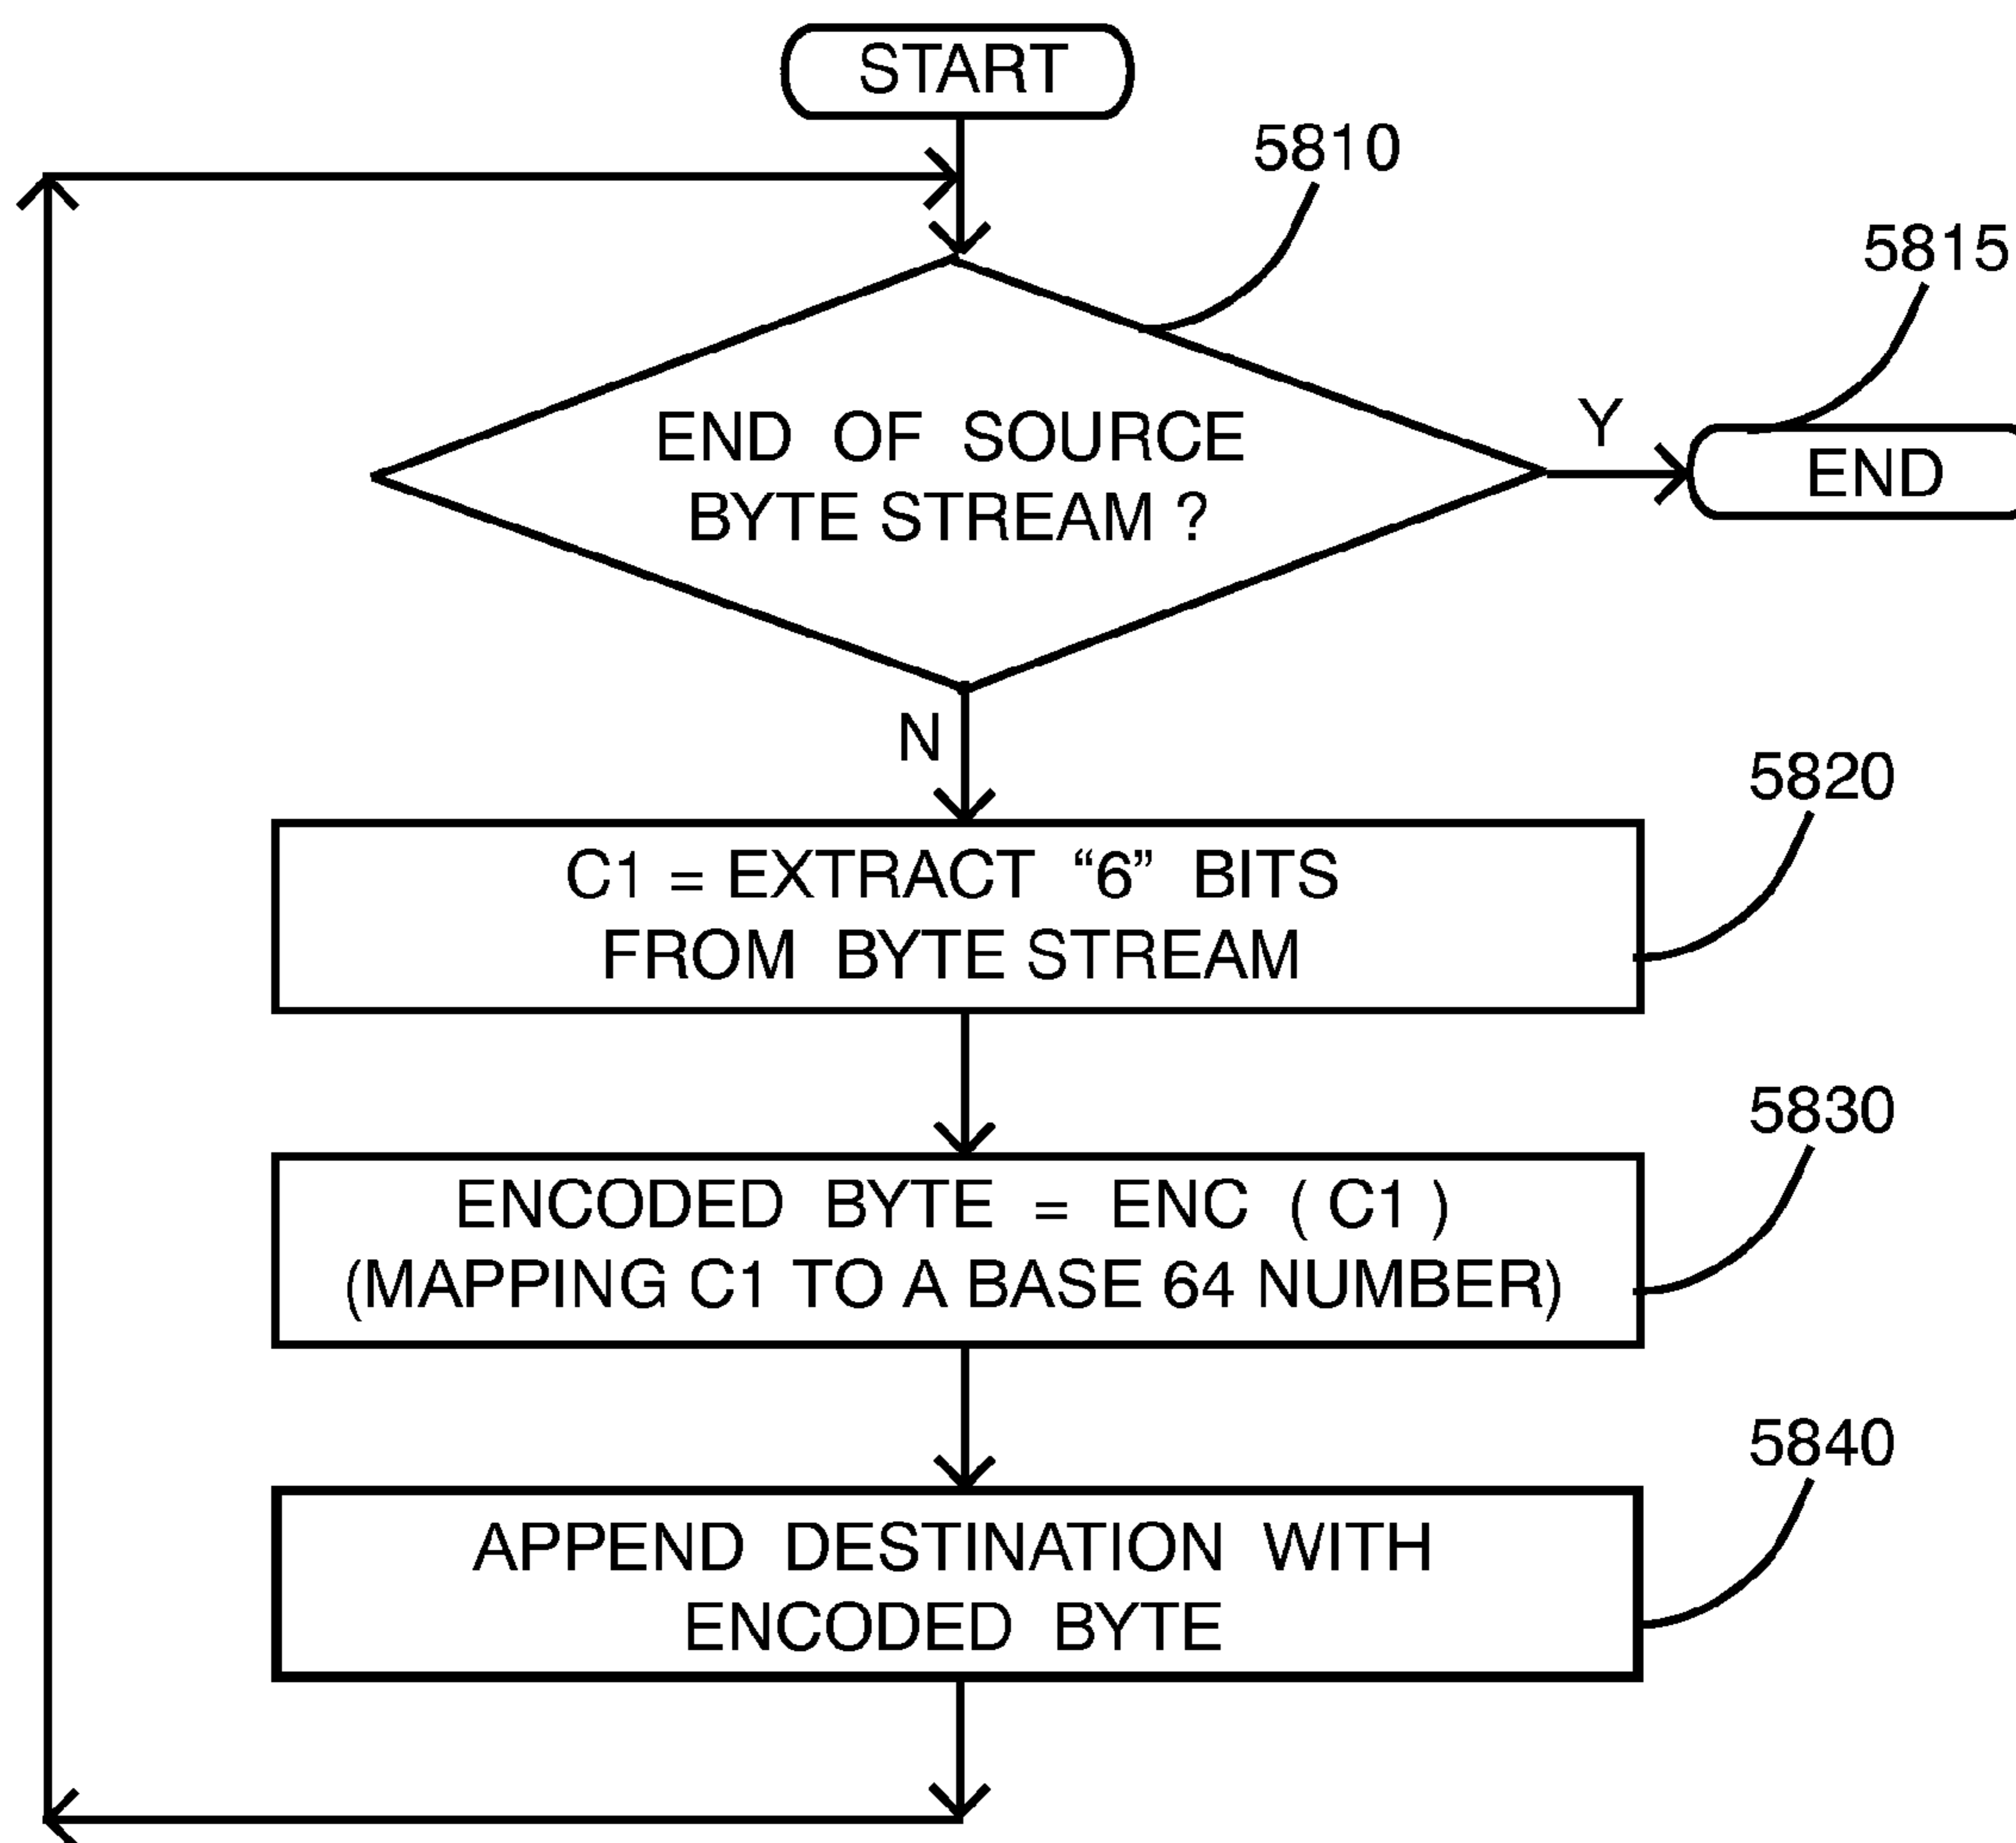 START
5810
5815
END OF SOURCE
BYTE STREAM ?
Y
END
N
5820
C1 = EXTRACT “6” BITS
FROM BYTE STREAM
5830
ENCODED BYTE = ENC ( C1 )
(MAPPING C1 TO A BASE 64 NUMBER)
5840
APPEND DESTINATION WITH
ENCODED BYTE